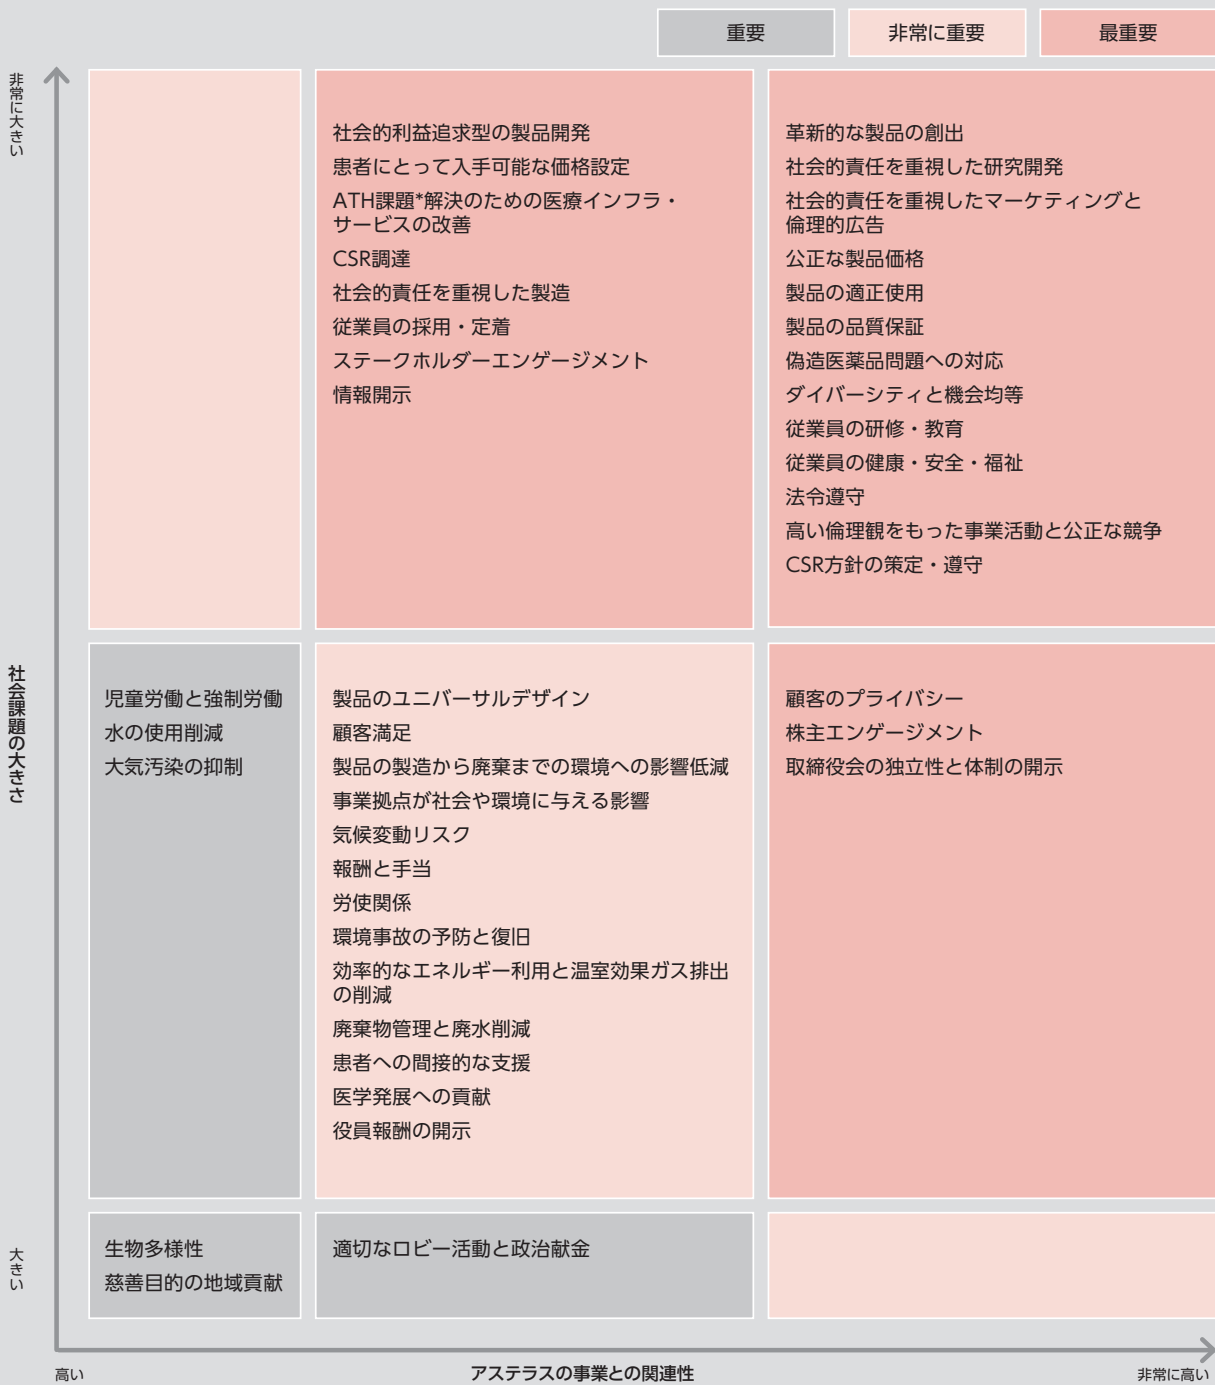 重要
非常に重要
最重要
非常に大きい
社会的利益追求型の製品開発
患者にとって入手可能な価格設定
ATH課題*解決のための医療インフラ・
サービスの改善
CSR調達
社会的責任を重視した製造
従業員の採用・定着
ステークホルダーエンゲージメント
情報開示
革新的な製品の創出
社会的責任を重視した研究開発
社会的責任を重視したマーケティングと
倫理的広告
公正な製品価格
製品の適正使用
製品の品質保証
偽造医薬品問題への対応
ダイバーシティと機会均等
従業員の研修・教育
従業員の健康・安全・福祉
法令遵守
高い倫理観をもった事業活動と公正な競争
CSR方針の策定・遵守
社会課題の大きさ
児童労働と強制労働
水の使用削減
大気汚染の抑制
製品のユニバーサルデザイン
顧客満足
製品の製造から廃棄までの環境への影響低減
事業拠点が社会や環境に与える影響
気候変動リスク
報酬と手当
労使関係
環境事故の予防と復旧
効率的なエネルギー利用と温室効果ガス排出
の削減
廃棄物管理と廃水削減
患者への間接的な支援
医学発展への貢献
役員報酬の開示
顧客のプライバシー
株主エンゲージメント
取締役会の独立性と体制の開示
大きい
生物多様性
慈善目的の地域貢献
適切なロビー活動と政治献金
高い
アステラスの事業との関連性
非常に高い